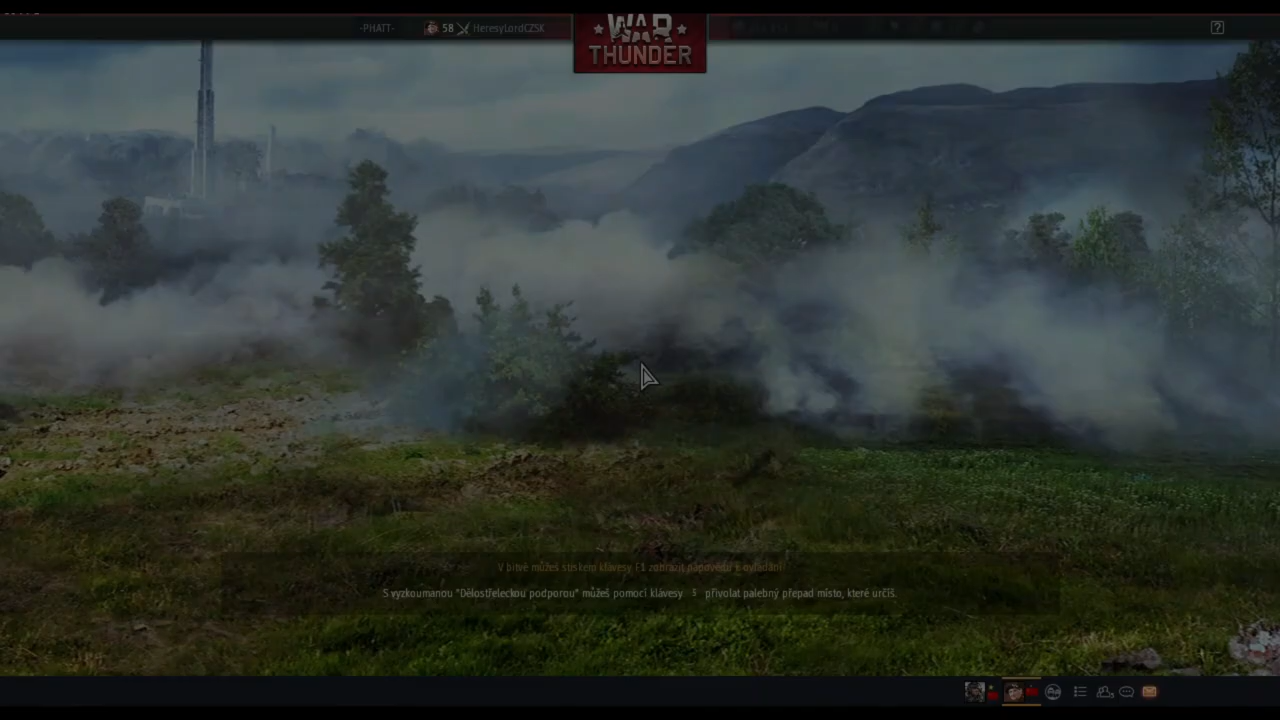 -PHATT-
58 HeresyLordCZSK
WAR
THUNDER
V bitvě můžeš stiskem klávesy F1 zobrazit nápovědu k ovládání!
S vyzkoumanou "Dělostřeleckou podporou" můžeš pomocí klávesy 5 přivolat palebný přepad místo, které určíš.